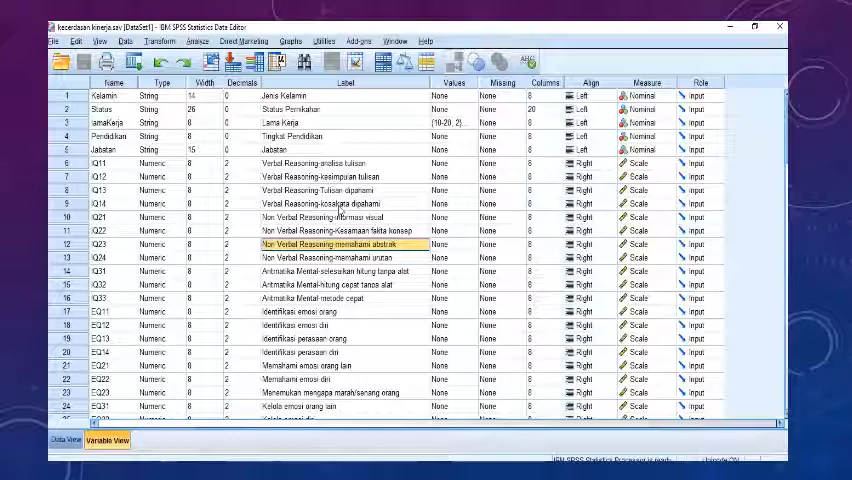 kecerdasan kinerja.sav [DataSet1] - IBM SPSS Statistics Data Editor
File Edit View Data Transform Analyze Direct Marketing Graphs Utilities Add-ons Window Help
Name Type Width Decimals Label Values Missing Columns Align Measure Role
1 Kelamin String 14 0 Jenis Kelamin None None 8 Left Nominal Input
2 Status String 26 0 Status Pernikahan None None 20 Left Nominal Input
3 lamaKerja String 8 0 Lama Kerja {10-20, 2}... None 8 Left Nominal Input
4 Pendidikan String 8 0 Tingkat Pendidikan None None 8 Left Nominal Input
5 Jabatan String 15 0 Jabatan None None 8 Left Nominal Input
6 IQ11 Numeric 8 2 Verbal Reasoning-analisa tulisan None None 8 Right Scale Input
7 IQ12 Numeric 8 2 Verbal Reasoning-kesimpulan tulisan None None 8 Right Scale Input
8 IQ13 Numeric 8 2 Verbal Reasoning-Tulisan dipahami None None 8 Right Scale Input
9 IQ14 Numeric 8 2 Verbal Reasoning-kosakata dipahami None None 8 Right Scale Input
10 IQ21 Numeric 8 2 Non Verbal Reasoning-informasi visual None None 8 Right Scale Input
11 IQ22 Numeric 8 2 Non Verbal Reasoning-Kesamaan fakta konsep None None 8 Right Scale Input
12 IQ23 Numeric 8 2 Non Verbal Reasoning-memahami abstrak None None 8 Right Scale Input
13 IQ24 Numeric 8 2 Non Verbal Reasoning-memahami urutan None None 8 Right Scale Input
14 IQ31 Numeric 8 2 Aritmatika Mental-selesaikan hitung tanpa alat None None 8 Right Scale Input
15 IQ32 Numeric 8 2 Aritmatika Mental-hitung cepat tanpa alat None None 8 Right Scale Input
16 IQ33 Numeric 8 2 Aritmatika Mental-metode cepat None None 8 Right Scale Input
17 EQ11 Numeric 8 2 Identifikasi emosi orang None None 8 Right Scale Input
18 EQ12 Numeric 8 2 Identifikasi emosi diri None None 8 Right Scale Input
19 EQ13 Numeric 8 2 Identifikasi perasaan orang None None 8 Right Scale Input
20 EQ14 Numeric 8 2 Identifikasi perasaan diri None None 8 Right Scale Input
21 EQ21 Numeric 8 2 Memahami emosi orang lain None None 8 Right Scale Input
22 EQ22 Numeric 8 2 Memahami emosi diri None None 8 Right Scale Input
23 EQ23 Numeric 8 2 Menemukan mengapa marah/senang orang None None 8 Right Scale Input
24 EQ31 Numeric 8 2 Kelola emosi orang lain None None 8 Right Scale Input
Data View Variable View
IBM SPSS Statistics Processor is ready Unicode:ON